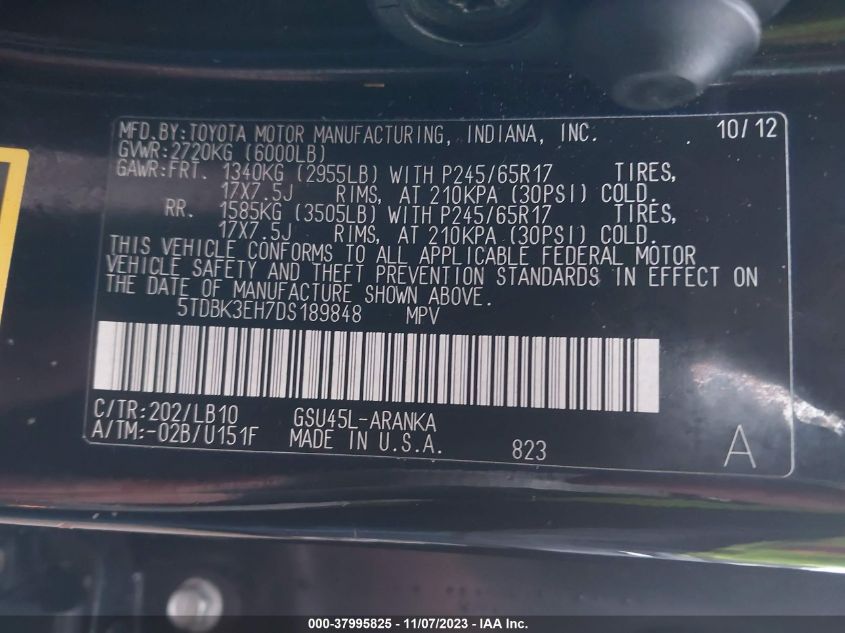 MFD.BY:TOYOTA MOTOR MANUFACTURING, INDIANA, INC. 10/12
GVWR:2720KG (6000LB)
GAWR:FRT. 1340KG (2955LB) WITH P245/65R17 TIRES,
17X7.5J RIMS, AT 210KPA (30PSI) COLD.
RR. 1585KG (3505LB) WITH P245/65R17 TIRES,
17X7.5J RIMS, AT 210KPA (30PSI) COLD.
THIS VEHICLE CONFORMS TO ALL APPLICABLE FEDERAL MOTOR
VEHICLE SAFETY AND THEFT PREVENTION STANDARDS IN EFFECT ON
THE DATE OF MANUFACTURE SHOWN ABOVE.
5TDBK3EH7DS189848 MPV
C/TR:202/LB10 GSU45L-ARANKA
A/TM:-02B/U151F MADE IN U.S.A. 823 A
000-37995825 - 11/07/2023 - IAA Inc.